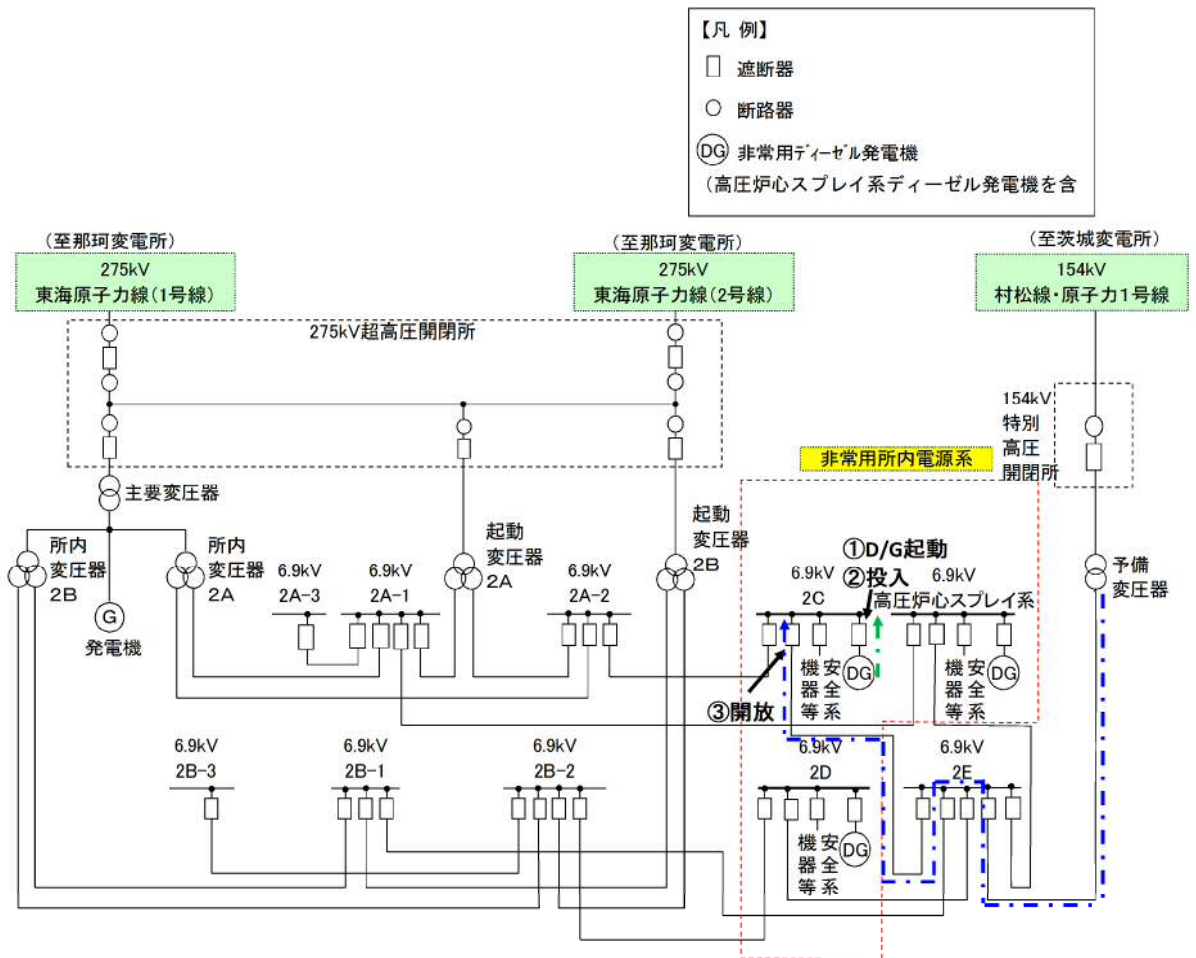 【凡 例】
遮断器
断路器
DG 非常用ディーゼル発電機
(高圧炉心スプレイ系ディーゼル発電機を含
(至那珂変電所)
275kV
東海原子力線(1号線)
(至那珂変電所)
275kV
東海原子力線(2号線)
(至茨城変電所)
154kV
村松線・原子力1号線
275kV超高圧開閉所
154kV
特別
高圧
開閉所
非常用所内電源系
主要変圧器
所内
変圧器
2B
所内
変圧器
2A
G
発電機
起動
変圧器
2A
起動
変圧器
2B
予備
変圧器
①D/G起動
②投入
③開放
6.9kV
2A-3
6.9kV
2A-1
6.9kV
2A-2
6.9kV
2C
6.9kV
高圧炉心スプレイ系
機器等
安全系
DG
機器等
安全系
DG
6.9kV
2B-3
6.9kV
2B-1
6.9kV
2B-2
6.9kV
2D
6.9kV
2E
機器等
安全系
DG